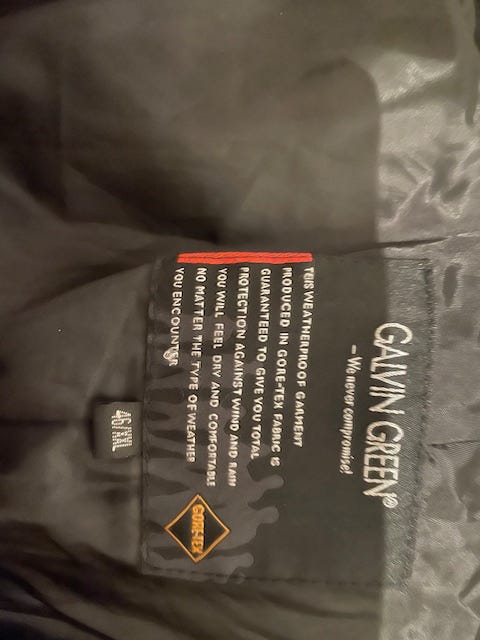 GALVIN GREEN®
– We never compromise!
THIS WEATHERPROOF GARMENT
PRODUCED IN GORE-TEX FABRIC IS
GUARANTEED TO GIVE YOU TOTAL
PROTECTION AGAINST WIND AND RAIN
YOU WILL FEEL DRY AND COMFORTABLE
NO MATTER THE TYPE OF WEATHER
YOU ENCOUNTER
GORE-TEX
46/XXL